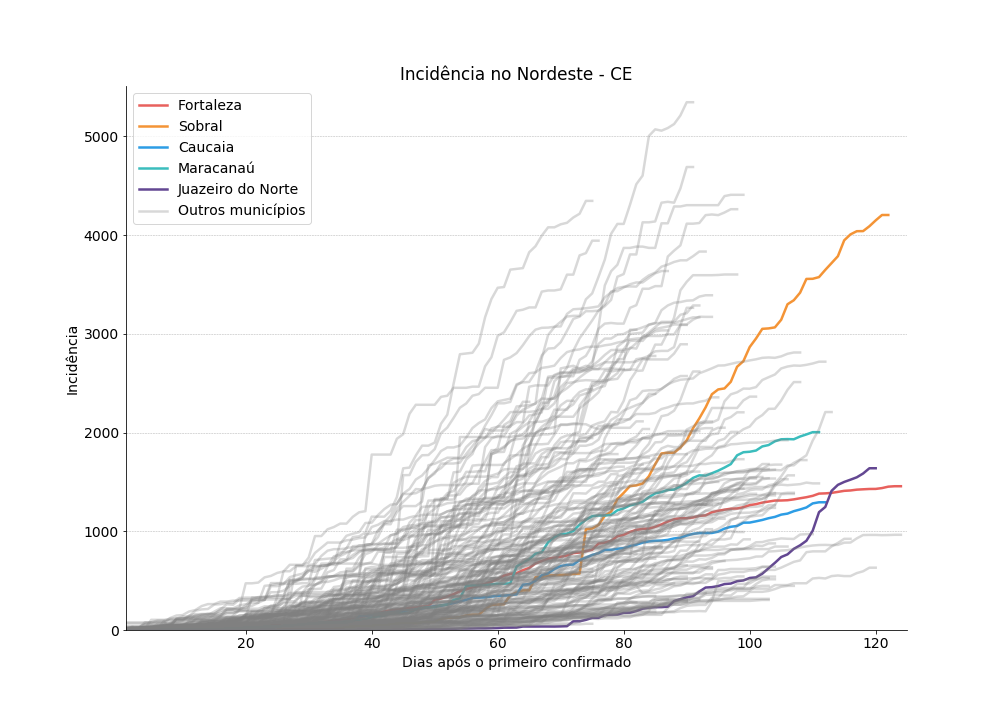 Incidência no Nordeste - CE
Fortaleza
Sobral
Caucaia
Maracanaú
Juazeiro do Norte
Outros municípios
Incidência
5000
4000
3000
2000
1000
0
20 40 60 80 100 120
Dias após o primeiro confirmado